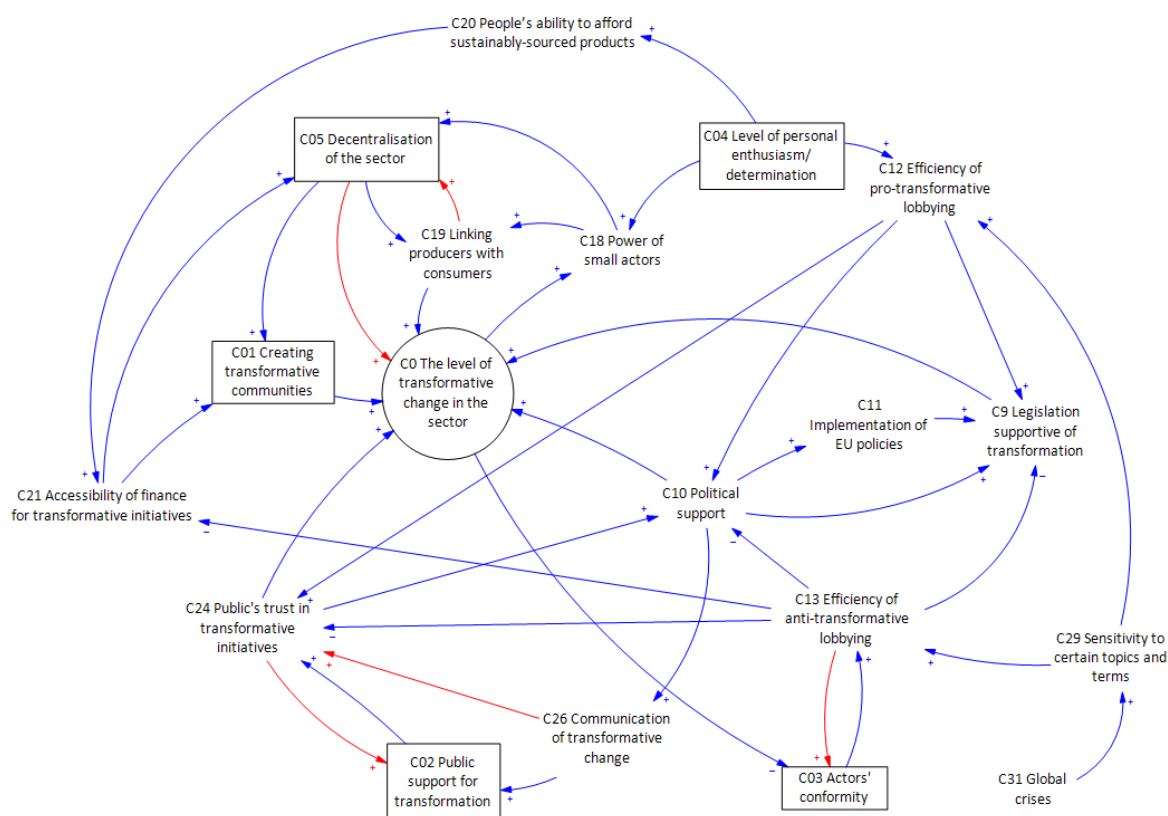 C20 People's ability to afford
sustainably-sourced products
C05 Decentralisation
of the sector
C04 Level of personal
enthusiasm/
determination
C12 Efficiency of
pro-transformative
lobbying
C19 Linking
producers with
consumers
C18 Power of
small actors
C01 Creating
transformative
communities
C0 The level of
transformative
change in the
sector
C11
Implementation of
EU policies
C9 Legislation
supportive of
transformation
C21 Accessibility of finance
for transformative initiatives
C10 Political
support
C24 Public's trust in
transformative
initiatives
C13 Efficiency of
anti-transformative
lobbying
C29 Sensitivity to
certain topics and
terms
C26 Communication
of transformative
change
C02 Public
support for
transformation
C03 Actors'
conformity
C31 Global
crises